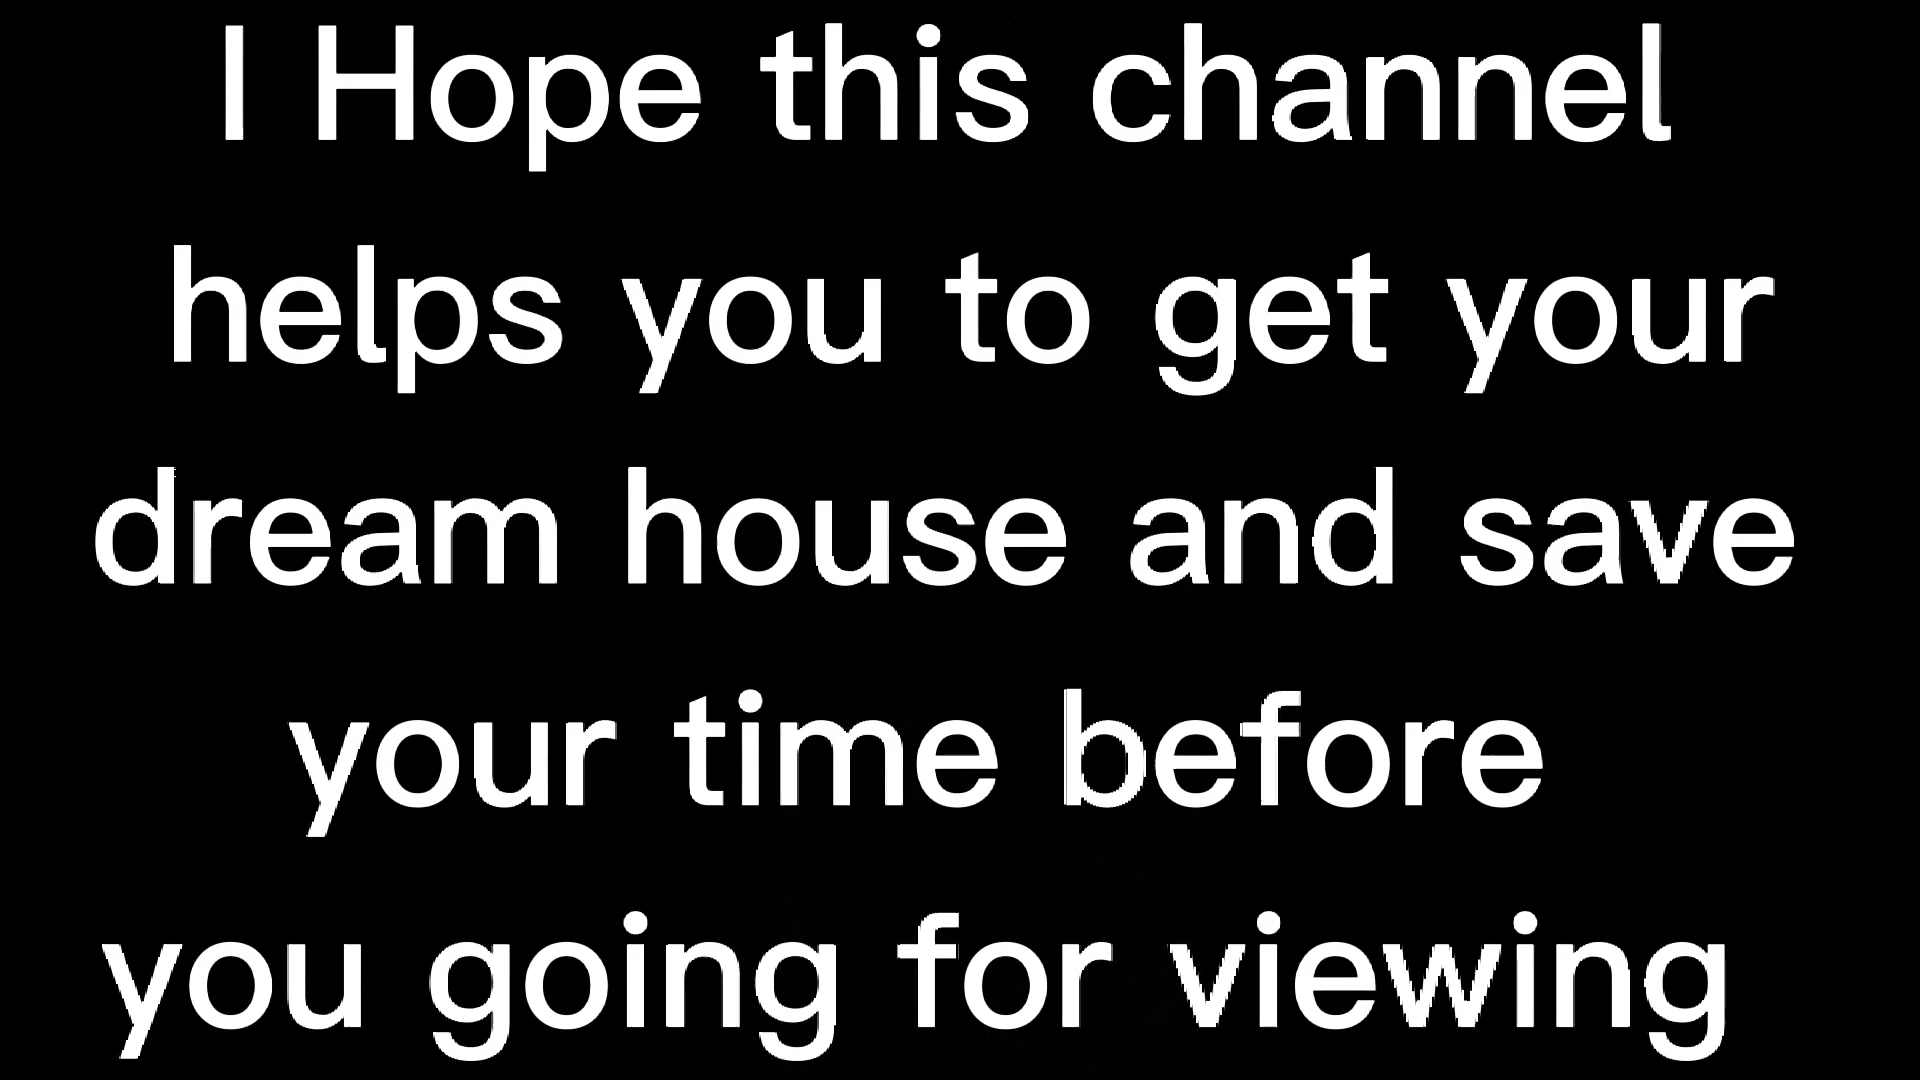 I Hope this channel
helps you to get your
dream house and save
your time before
you going for viewing